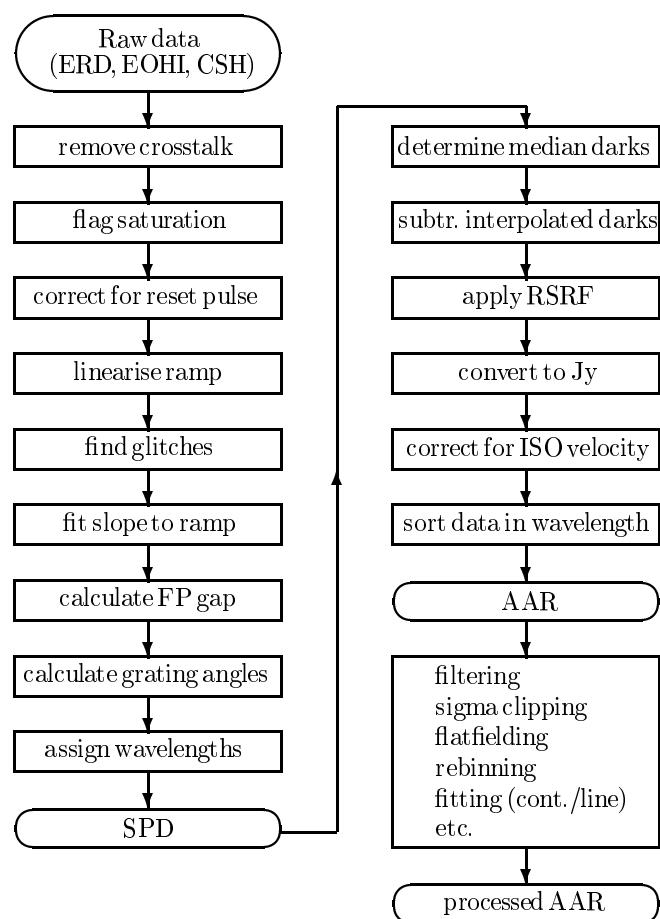 Raw data
(ERD, EOHI, CSH)
remove crosstalk
flag saturation
correct for reset pulse
linearise ramp
find glitches
fit slope to ramp
calculate FP gap
calculate grating angles
assign wavelengths
SPD
determine median darks
subtr. interpolated darks
apply RSRF
convert to Jy
correct for ISO velocity
sort data in wavelength
AAR
filtering
sigma clipping
flatfielding
rebinning
fitting (cont./line)
etc.
processed AAR